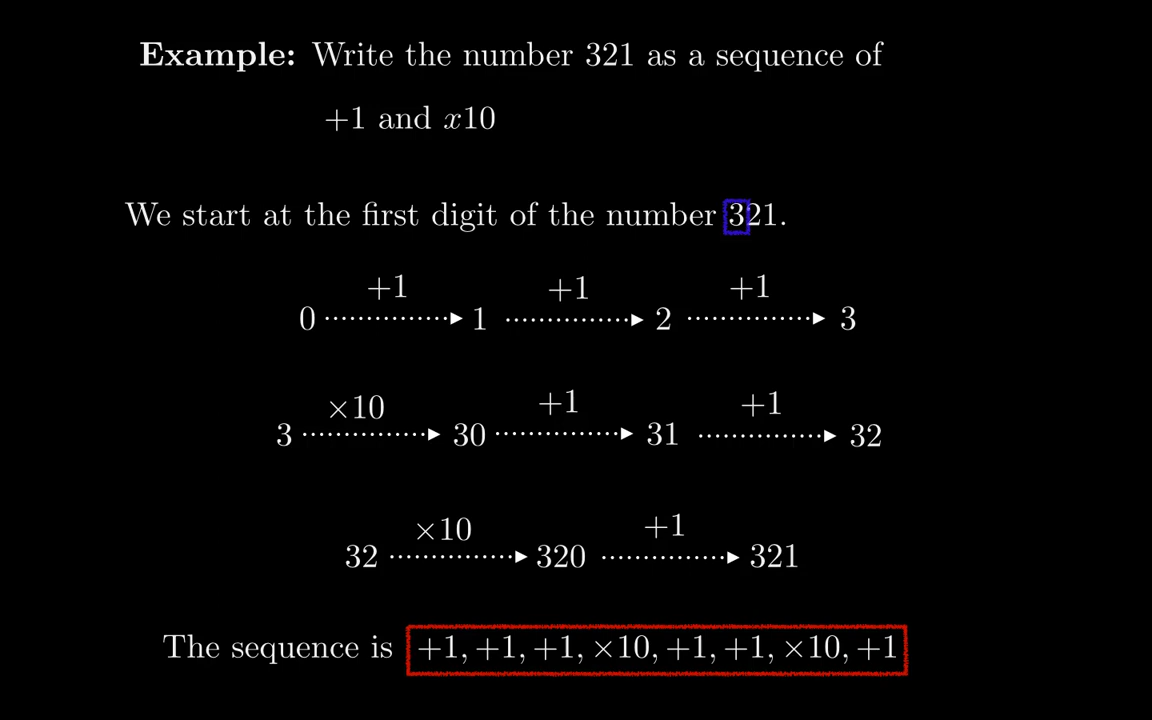 Example: Write the number 321 as a sequence of
+1 and x10
We start at the first digit of the number 321.
+1 +1 +1
0 1 2 3
×10 +1 +1
3 30 31 32
×10 +1
32 320 321
The sequence is +1, +1, +1, ×10, +1, +1, ×10, +1